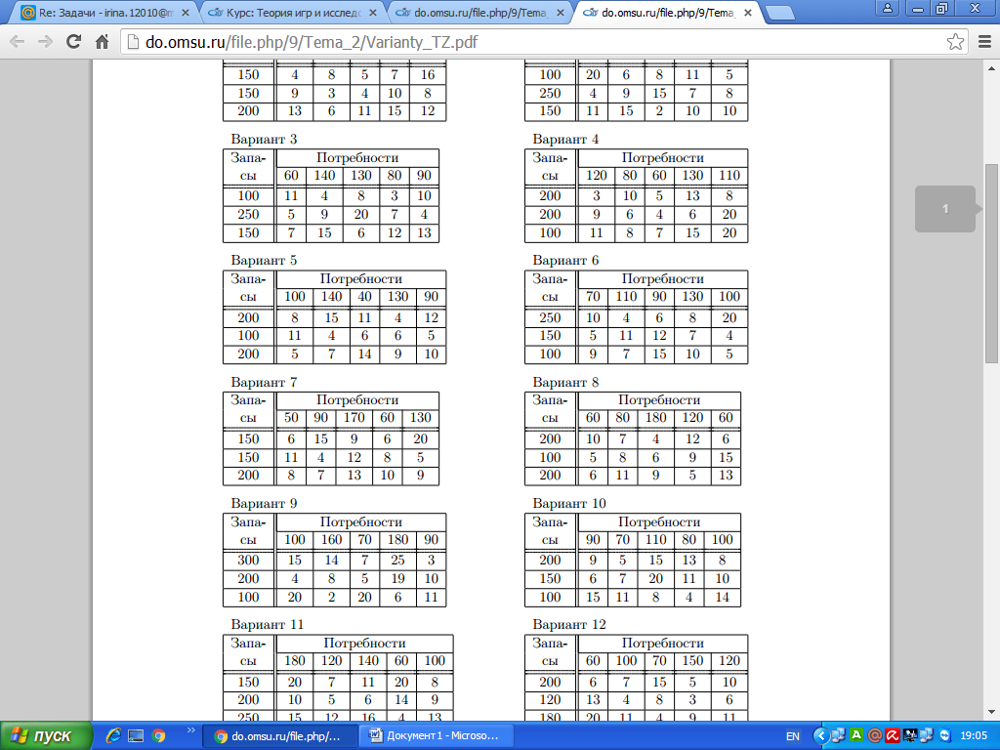 Re: Задачи - irina.12010@m
Курс: Теория игр и исследо
do.omsu.ru/file.php/9/Tema_
do.omsu.ru/file.php/9/Tema_
do.omsu.ru/file.php/9/Tema_2/Varianty_TZ.pdf
150 4 8 5 7 16
150 9 3 4 10 8
200 13 6 11 15 12
100 20 6 8 11 5
250 4 9 15 7 8
150 11 15 2 10 10
Вариант 3
Запа- Потребности
сы 60 140 130 80 90
100 11 4 8 3 10
250 5 9 20 7 4
150 7 15 6 12 13
Вариант 4
Запа- Потребности
сы 120 80 60 130 110
200 3 10 5 13 8
200 9 6 4 6 20
100 11 8 7 15 20
Вариант 5
Запа- Потребности
сы 100 140 40 130 90
200 8 15 11 4 12
100 11 4 6 6 5
200 5 7 14 9 10
Вариант 6
Запа- Потребности
сы 70 110 90 130 100
250 10 4 6 8 20
150 5 11 12 7 4
100 9 7 15 10 5
Вариант 7
Запа- Потребности
сы 50 90 170 60 130
150 6 15 9 6 20
150 11 4 12 8 5
200 8 7 13 10 9
Вариант 8
Запа- Потребности
сы 60 80 180 120 60
200 10 7 4 12 6
100 5 8 6 9 15
200 6 11 9 5 13
Вариант 9
Запа- Потребности
сы 100 160 70 180 90
300 15 14 7 25 3
200 4 8 5 19 10
100 20 2 20 6 11
Вариант 10
Запа- Потребности
сы 90 70 110 80 100
200 9 5 15 13 8
150 6 7 20 11 10
100 15 11 8 4 14
Вариант 11
Запа- Потребности
сы 180 120 140 60 100
150 20 7 11 20 8
200 10 5 6 14 9
250 15 12 16 4 13
Вариант 12
Запа- Потребности
сы 60 100 70 150 120
200 6 7 15 5 10
120 13 4 8 3 6
180 20 11 4 9 11
1
пуск
do.omsu.ru/file.php/...
Документ1 - Microso...
EN
19:05